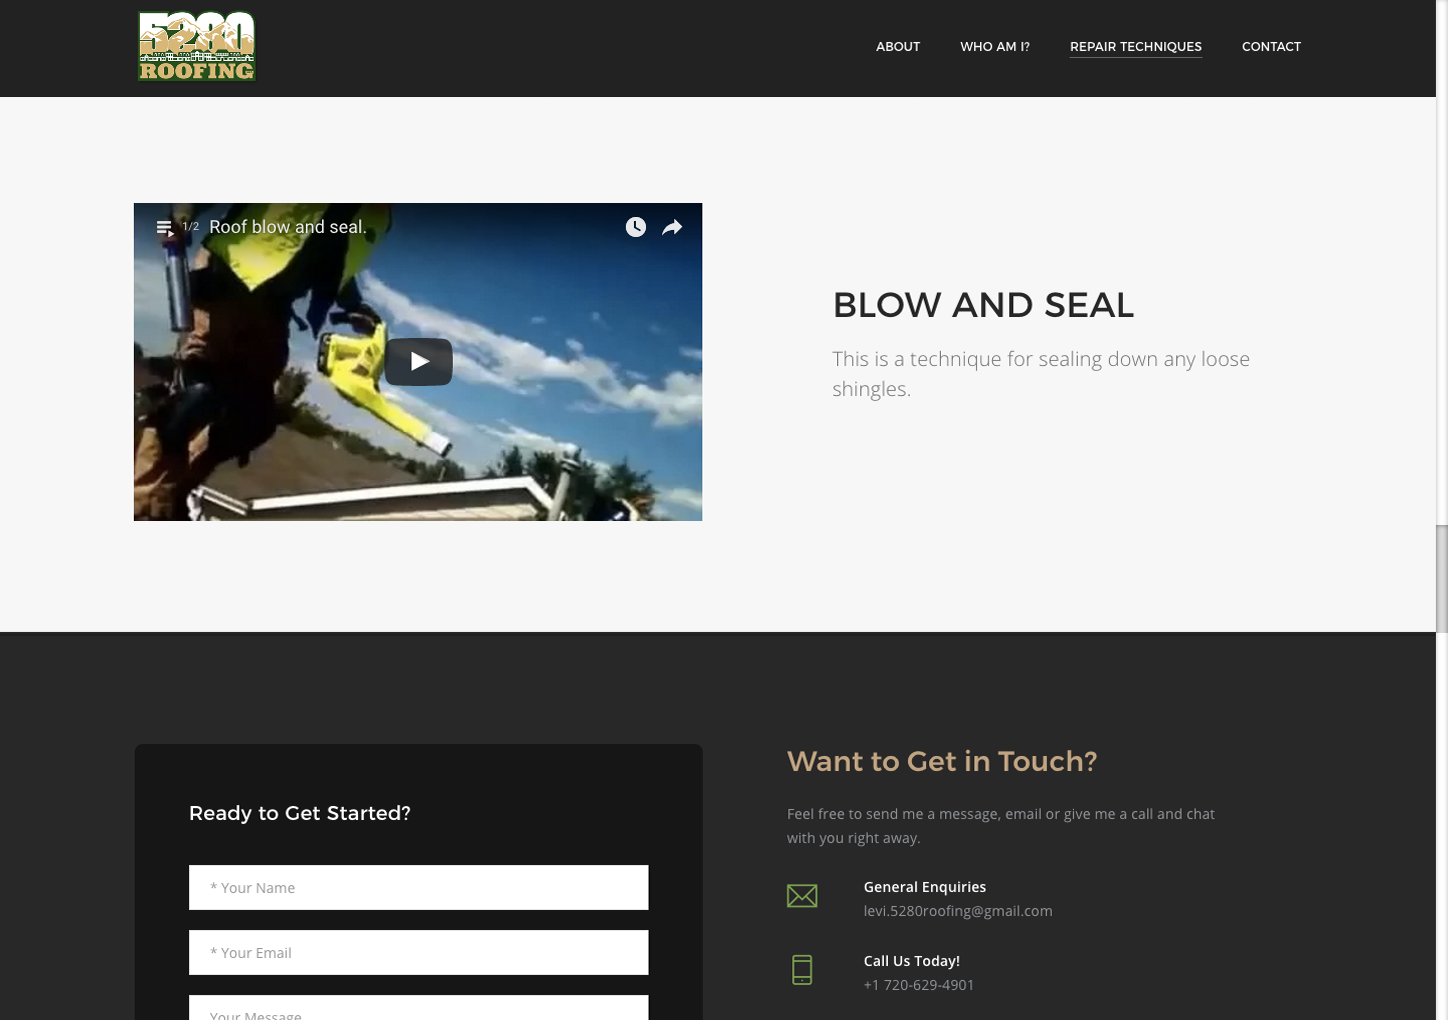 5280
ROOFING
ABOUT
WHO AM I?
REPAIR TECHNIQUES
CONTACT
1/2 Roof blow and seal.
BLOW AND SEAL
This is a technique for sealing down any loose
shingles.
Ready to Get Started?
* Your Name
* Your Email
Your Message
Want to Get in Touch?
Feel free to send me a message, email or give me a call and chat
with you right away.
General Enquiries
levi.5280roofing@gmail.com
Call Us Today!
+1 720-629-4901